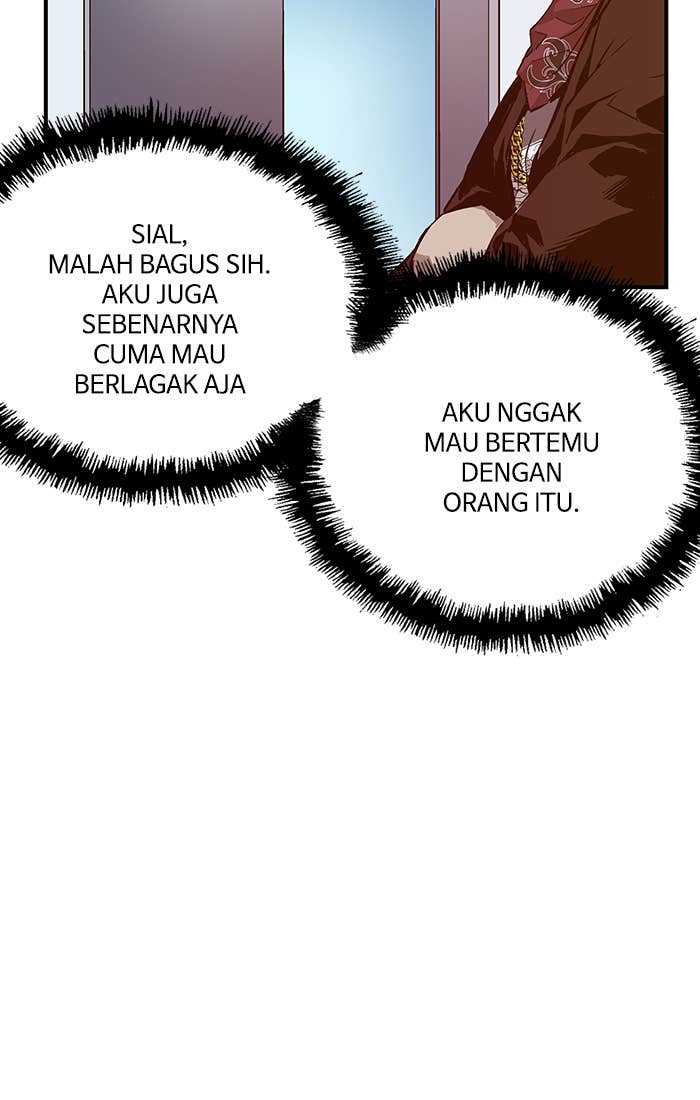 SIAL,
MALAH BAGUS SIH.
AKU JUGA
SEBENARNYA
CUMA MAU
BERLAGAK AJA
AKU NGGAK
MAU BERTEMU
DENGAN
ORANG ITU.